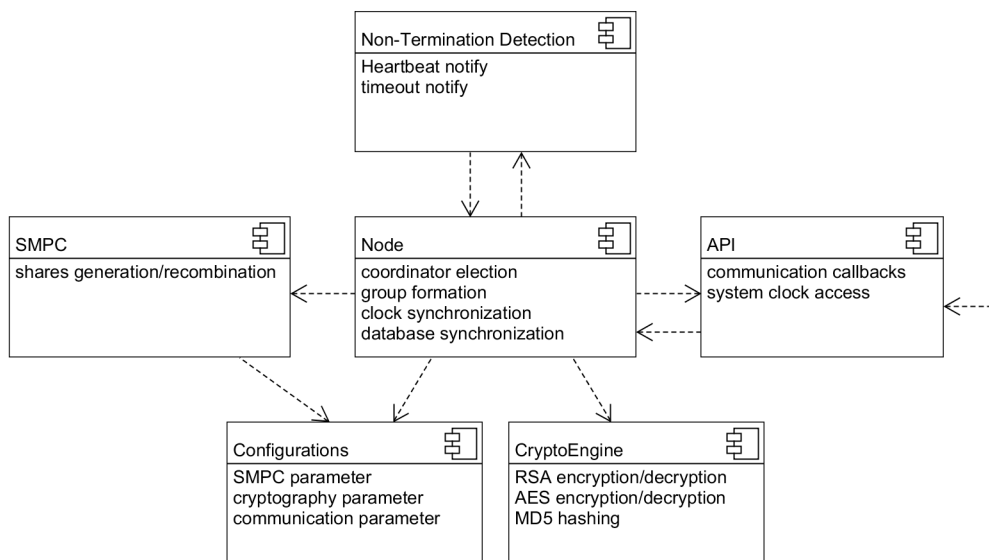 Non-Termination Detection
Heartbeat notify
timeout notify
SMPC
shares generation/recombination
Node
coordinator election
group formation
clock synchronization
database synchronization
API
communication callbacks
system clock access
Configurations
SMPC parameter
cryptography parameter
communication parameter
CryptoEngine
RSA encryption/decryption
AES encryption/decryption
MD5 hashing